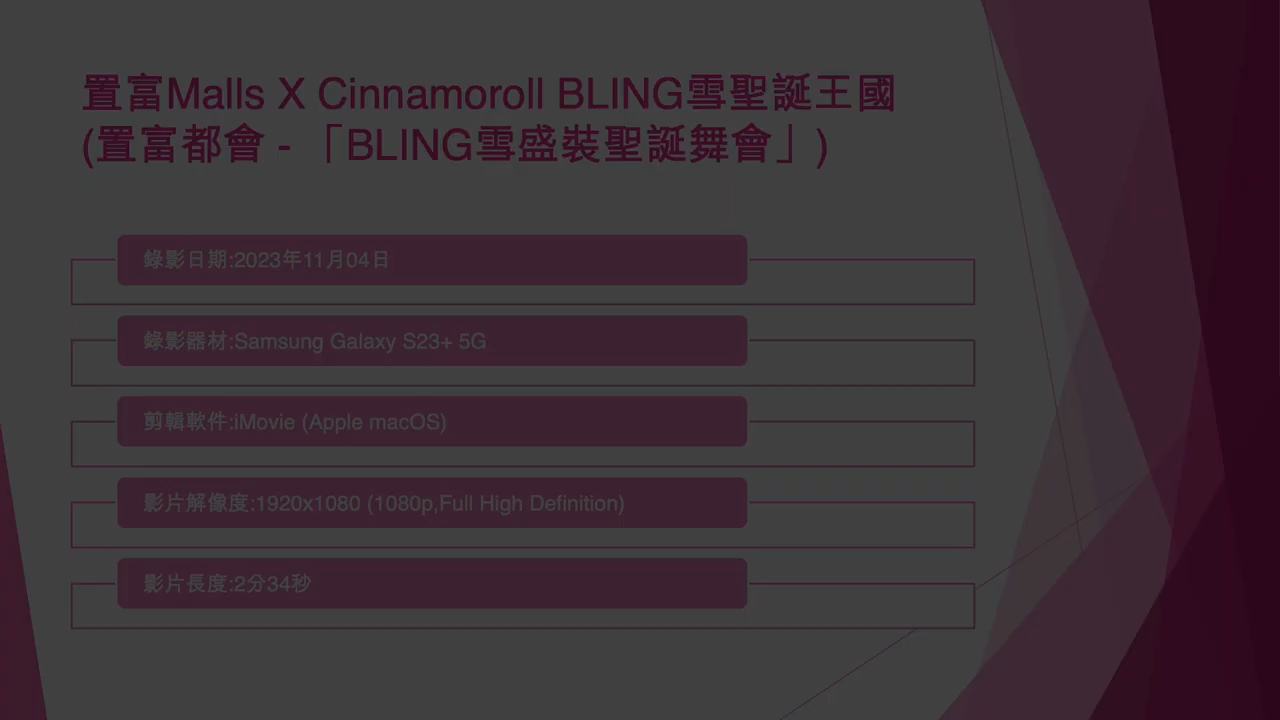 置富Malls X Cinnamoroll BLING雪聖誕王國
(置富都會 - 「BLING雪盛裝聖誕舞會」)
錄影日期:2023年11月04日
錄影器材:Samsung Galaxy S23+ 5G
剪輯軟件:iMovie (Apple macOS)
影片解像度:1920x1080 (1080p,Full High Definition)
影片長度:2分34秒